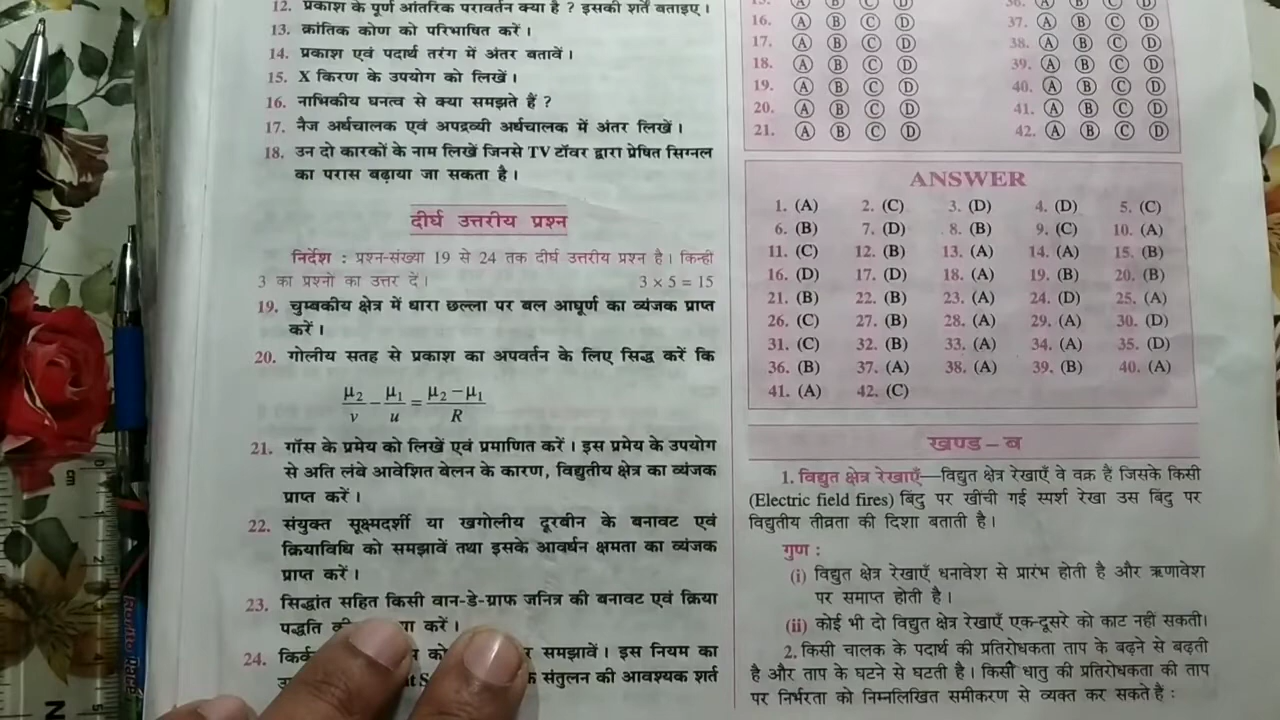 12. प्रकाश के पूर्ण आंतरिक परावर्तन क्या है ? इसकी शर्तें बताइए।
13. क्रांतिक कोण को परिभाषित करें।
14. प्रकाश एवं पदार्थ तरंग में अंतर बतावें।
15. X किरण के उपयोग को लिखें।
16. नाभिकीय घनत्व से क्या समझते हैं ?
17. नैज अर्धचालक एवं अपद्रव्यी अर्धचालक में अंतर लिखें।
18. उन दो कारकों के नाम लिखें जिनसे TV टॉवर द्वारा प्रेषित सिग्नल
का परास बढ़ाया जा सकता है।
दीर्घ उत्तरीय प्रश्न
निर्देश : प्रश्न-संख्या 19 से 24 तक दीर्घ उत्तरीय प्रश्न है। किन्हीं
3 का प्रश्नो का उत्तर दें। 3 × 5 = 15
19. चुम्बकीय क्षेत्र में धारा छल्ला पर बल आघूर्ण का व्यंजक प्राप्त
करें।
20. गोलीय सतह से प्रकाश का अपवर्तन के लिए सिद्ध करें कि
μ₂/v − μ₁/u = μ₂−μ₁/R
21. गॉस के प्रमेय को लिखें एवं प्रमाणित करें। इस प्रमेय के उपयोग
से अति लंबे आवेशित बेलन के कारण, विद्युतीय क्षेत्र का व्यंजक
प्राप्त करें।
22. संयुक्त सूक्ष्मदर्शी या खगोलीय दूरबीन के बनावट एवं
क्रियाविधि को समझावें तथा इसके आवर्धन क्षमता का व्यंजक
प्राप्त करें।
23. सिद्धांत सहित किसी वान-डे-ग्राफ जनित्र की बनावट एवं क्रिया
पद्धति करें।
24. को समझावें। इस नियम का
संतुलन की आवश्यक शर्त
16. A B C D
17. A B C D
18. A B C D
19. A B C D
20. A B C D
21. A B C D
36. A B C D
37. A B C D
38. A B C D
39. A B C D
40. A B C D
41. A B C D
42. A B C D
ANSWER
1. (A) 2. (C) 3. (D) 4. (D) 5. (C)
6. (B) 7. (D) 8. (B) 9. (C) 10. (A)
11. (C) 12. (B) 13. (A) 14. (A) 15. (B)
16. (D) 17. (D) 18. (A) 19. (B) 20. (B)
21. (B) 22. (B) 23. (A) 24. (D) 25. (A)
26. (C) 27. (B) 28. (A) 29. (A) 30. (D)
31. (C) 32. (B) 33. (A) 34. (A) 35. (D)
36. (B) 37. (A) 38. (A) 39. (B) 40. (A)
41. (A) 42. (C)
खण्ड – ब
1. विद्युत क्षेत्र रेखाएँ—विद्युत क्षेत्र रेखाएँ वे वक्र हैं जिसके किसी
(Electric field fires) बिंदु पर खींची गई स्पर्श रेखा उस बिंदु पर
विद्युतीय तीव्रता की दिशा बताती है।
गुण :
(i) विद्युत क्षेत्र रेखाएँ धनावेश से प्रारंभ होती है और ऋणावेश
पर समाप्त होती है।
(ii) कोई भी दो विद्युत क्षेत्र रेखाएँ एक-दूसरे को काट नहीं सकती।
2. किसी चालक के पदार्थ की प्रतिरोधकता ताप के बढ़ने से बढ़ती
है और ताप के घटने से घटती है। किसी धातु की प्रतिरोधकता की ताप
पर निर्भरता को निम्नलिखित समीकरण से व्यक्त कर सकते हैं :